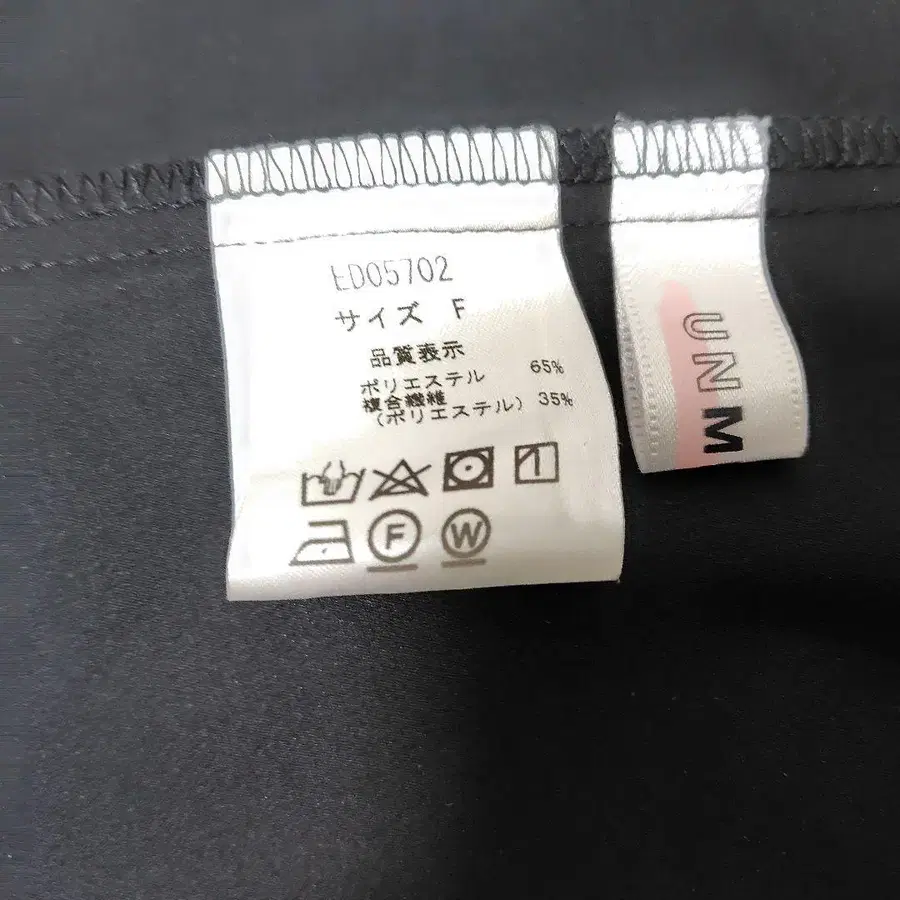 ED05702
サイズ F
品質表示
ポリエステル 65%
複合繊維
(ポリエステル) 35%
F W
UNM